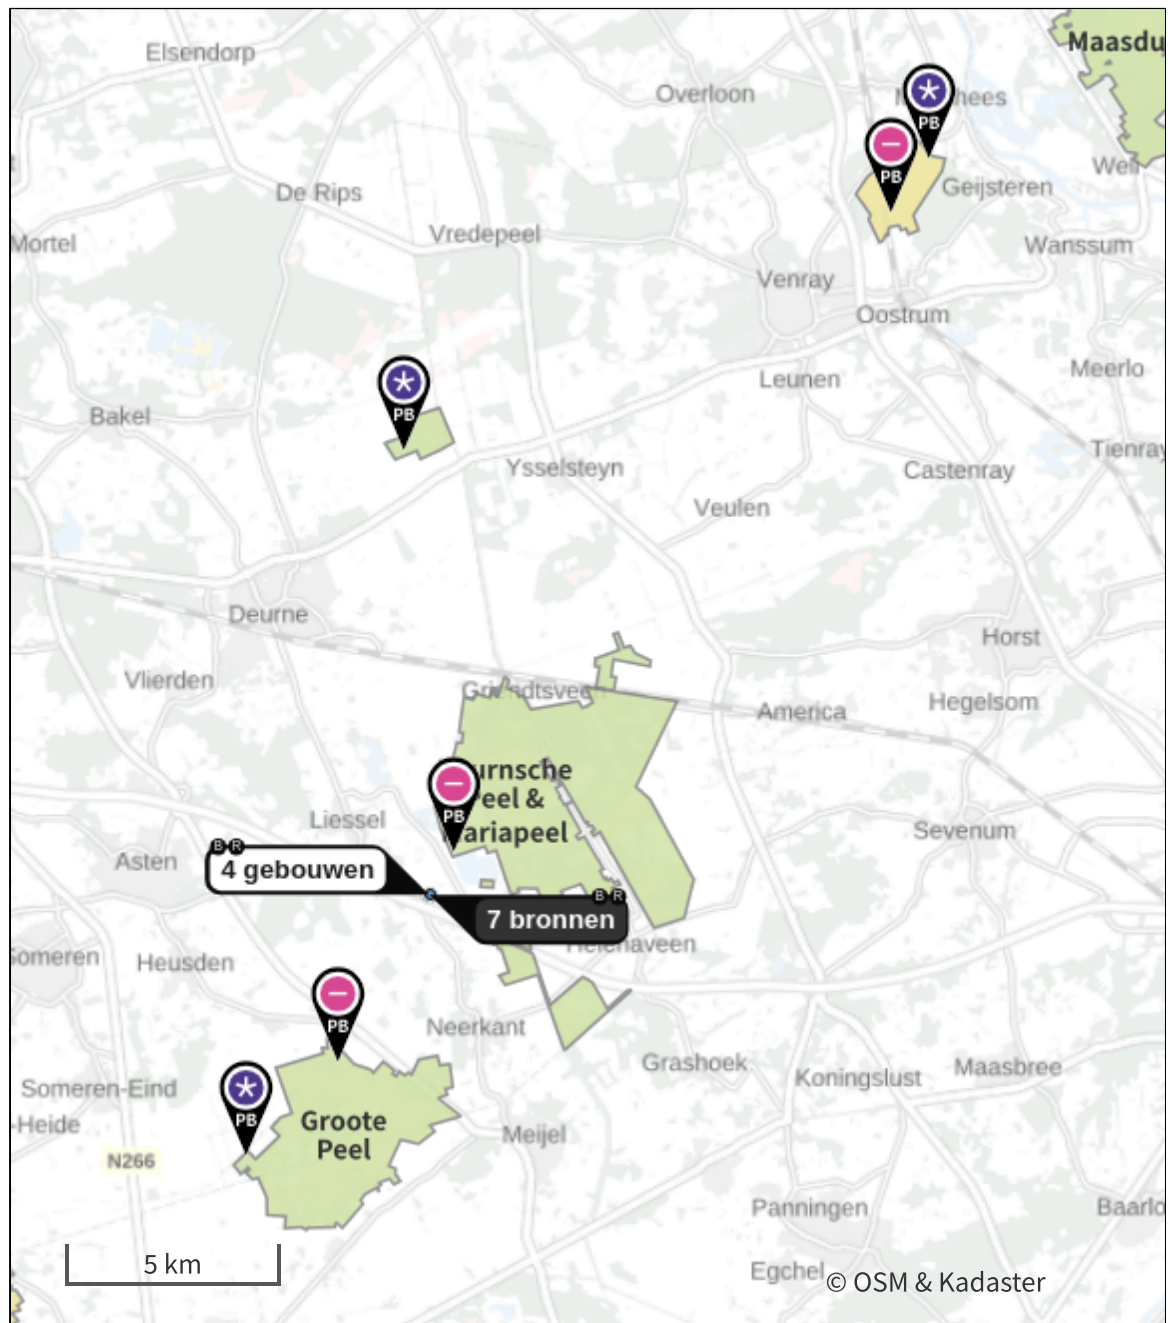 Elsendorp
Maasdu
Overloon
hees
PB
PB
Well
De Rips
Geijsteren
Mortel
Vredepeel
Wanssum
Venray
Oostrum
Meerlo
Leunen
PB
Bakel
Tienray
Ysselsteyn
Castenray
Veulen
Deurne
Horst
Vlierden
Hegelsom
America
urnsche
eel &
PB
ariapeel
Liessel
Sevenum
B R
Asten
4 gebouwen
B R
7 bronnen
Someren
Heusden
Helenaveen
PB
Neerkant
Grashoek
Maasbree
Koningslust
Someren-Eind
PB
-Heide
Groote
Peel
Meijel
N266
Panningen
Baarlo
5 km
Egchel
© OSM & Kadaster